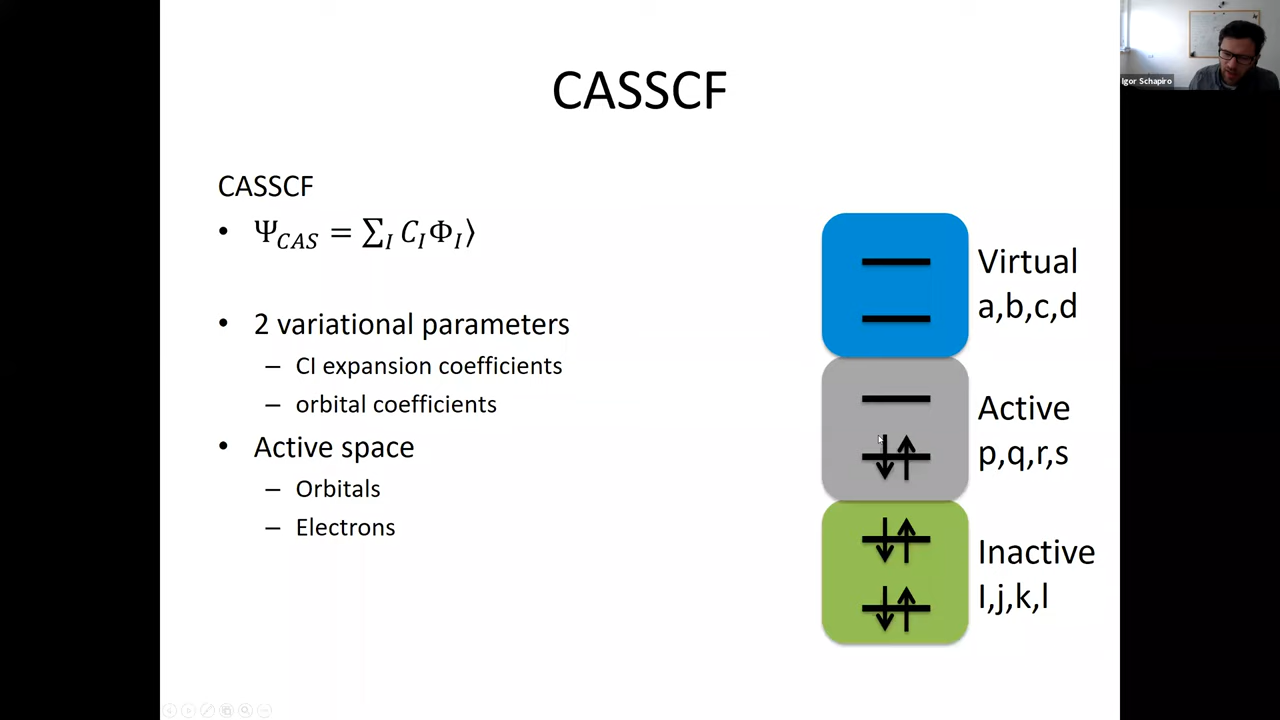 CASSCF
Igor Schapiro
CASSCF
• Ψ_CAS = ∑_I C_I Φ_I⟩
• 2 variational parameters
– CI expansion coefficients
– orbital coefficients
• Active space
– Orbitals
– Electrons
Virtual
a,b,c,d
Active
p,q,r,s
Inactive
I,j,k,l